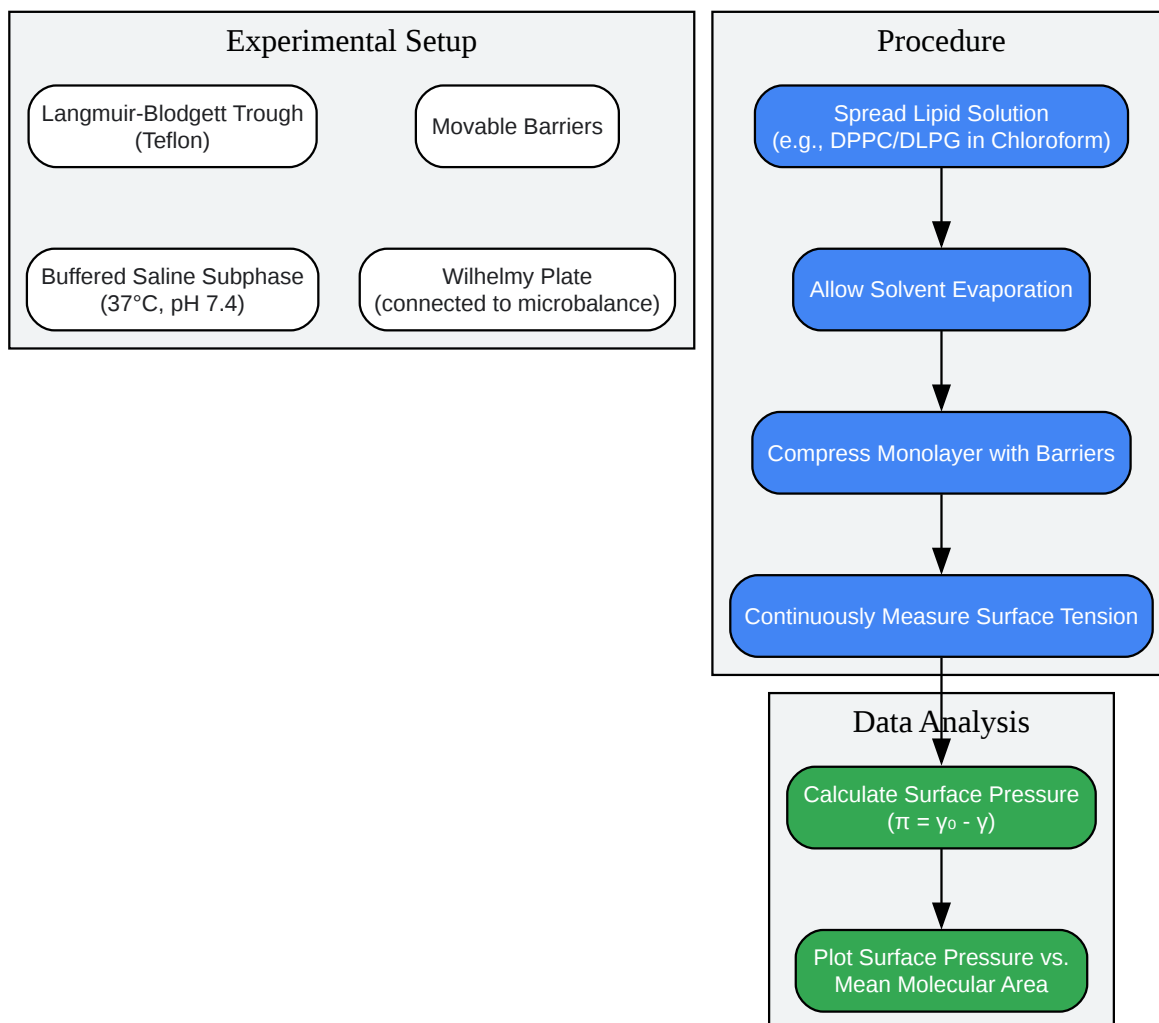 Experimental Setup
Langmuir-Blodgett Trough
(Teflon)
Movable Barriers
Buffered Saline Subphase
(37°C, pH 7.4)
Wilhelmy Plate
(connected to microbalance)
Procedure
Spread Lipid Solution
(e.g., DPPC/DLPG in Chloroform)
Allow Solvent Evaporation
Compress Monolayer with Barriers
Continuously Measure Surface Tension
Data Analysis
Calculate Surface Pressure
(π = γ₀ - γ)
Plot Surface Pressure vs.
Mean Molecular Area